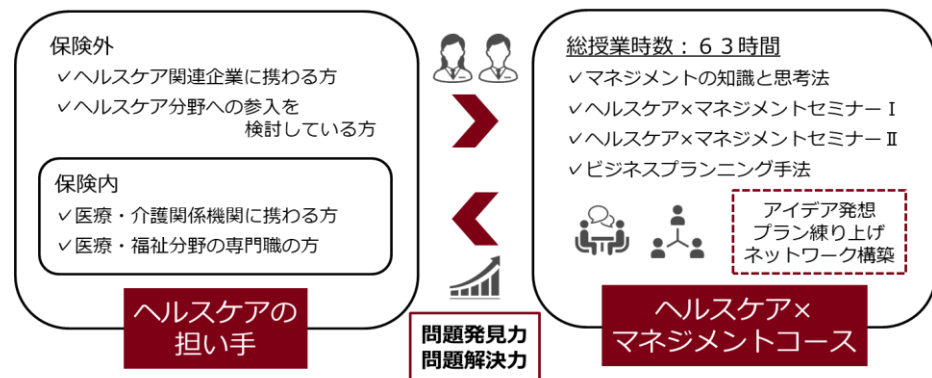 保険外
✓ヘルスケア関連企業に携わる方
✓ヘルスケア分野への参入を
検討している方
保険内
✓医療・介護関係機関に携わる方
✓医療・福祉分野の専門職の方
ヘルスケアの
担い手
問題発見力
問題解決力
総授業時数：６３時間
✓マネジメントの知識と思考法
✓ヘルスケア×マネジメントセミナーⅠ
✓ヘルスケア×マネジメントセミナーⅡ
✓ビジネスプランニング手法
アイデア発想
プラン練り上げ
ネットワーク構築
ヘルスケア×
マネジメントコース